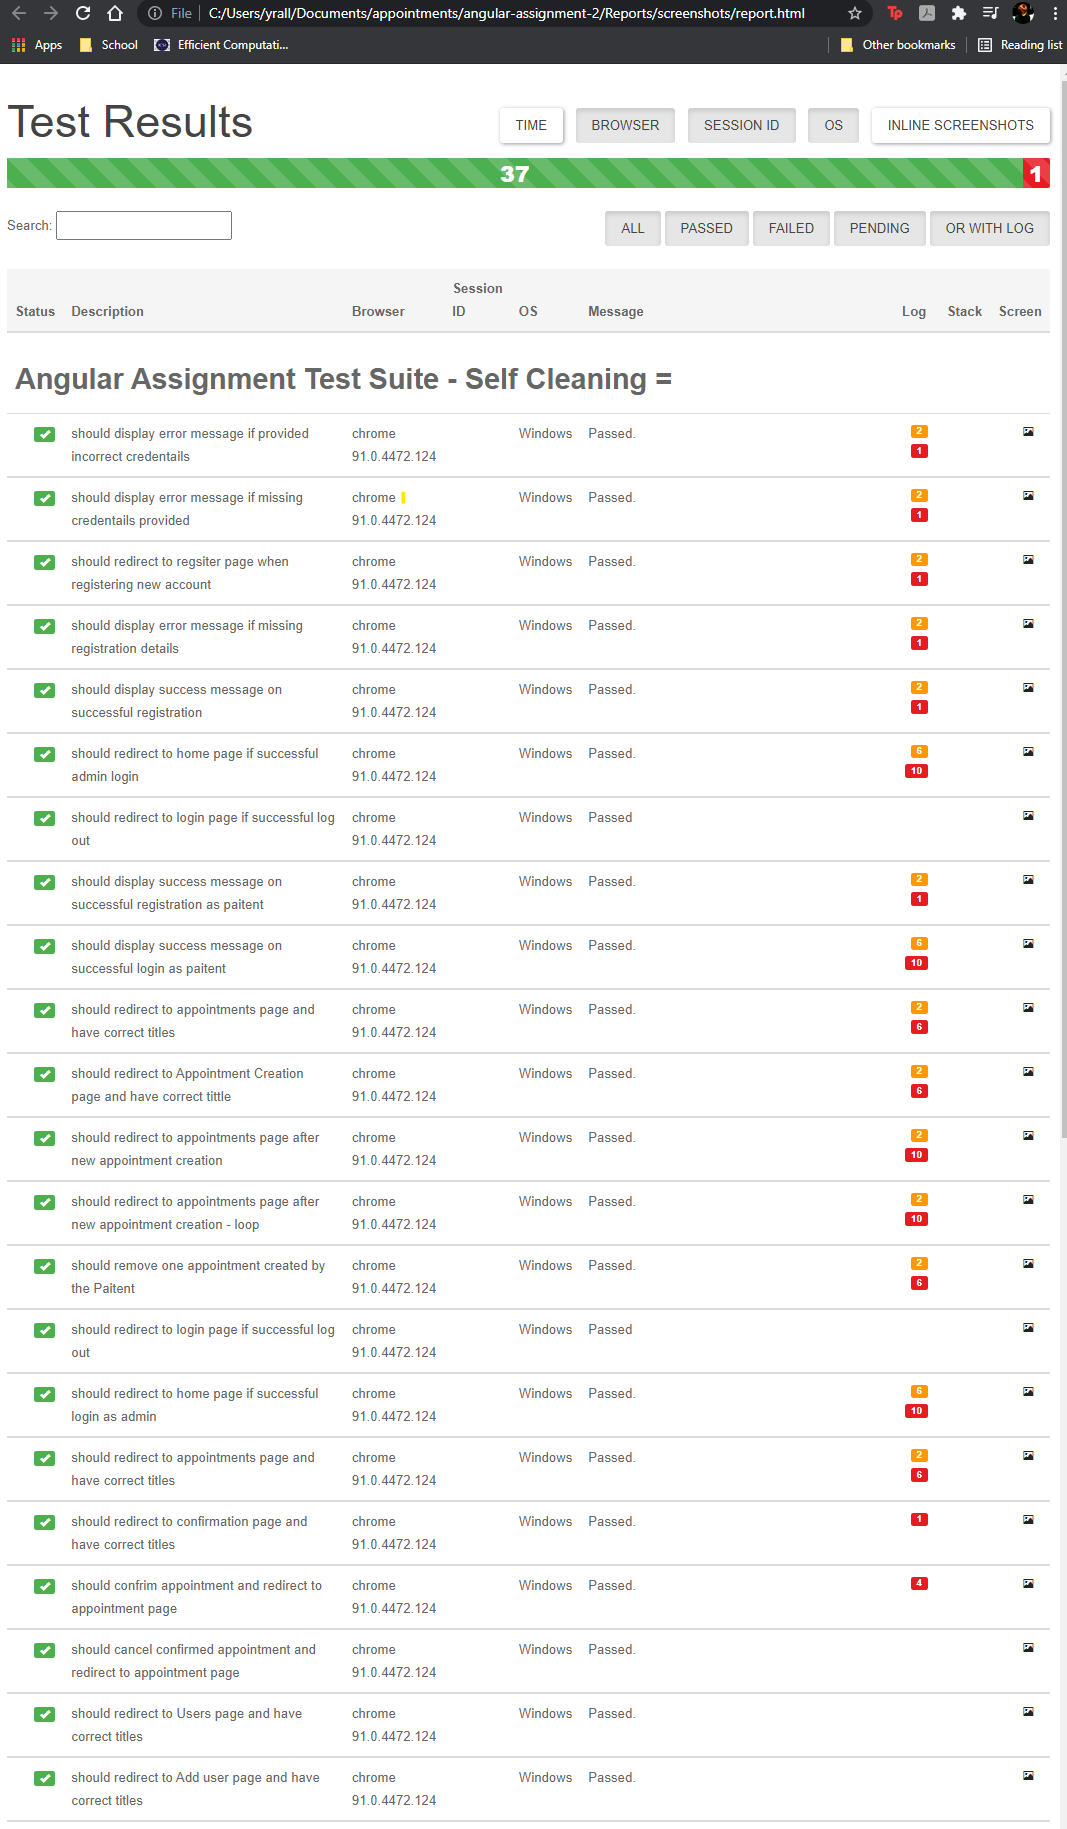 File C:/Users/yrall/Documents/appointments/angular-assignment-2/Reports/screenshots/report.html
Apps School Efficient Computati... Other bookmarks Reading list
Test Results TIME BROWSER SESSION ID OS INLINE SCREENSHOTS
37 1
Search: ALL PASSED FAILED PENDING OR WITH LOG
Session
Status Description Browser ID OS Message Log Stack Screen
Angular Assignment Test Suite - Self Cleaning =
should display error message if provided chrome Windows Passed. 2
incorrect credentails 91.0.4472.124 1
should display error message if missing chrome Windows Passed. 2
credentails provided 91.0.4472.124 1
should redirect to regsiter page when chrome Windows Passed. 2
registering new account 91.0.4472.124 1
should display error message if missing chrome Windows Passed. 2
registration details 91.0.4472.124 1
should display success message on chrome Windows Passed. 2
successful registration 91.0.4472.124 1
should redirect to home page if successful chrome Windows Passed. 6
admin login 91.0.4472.124 10
should redirect to login page if successful log chrome Windows Passed
out 91.0.4472.124
should display success message on chrome Windows Passed. 2
successful registration as paitent 91.0.4472.124 1
should display success message on chrome Windows Passed. 6
successful login as paitent 91.0.4472.124 10
should redirect to appointments page and chrome Windows Passed. 2
have correct titles 91.0.4472.124 6
should redirect to Appointment Creation chrome Windows Passed. 2
page and have correct tittle 91.0.4472.124 6
should redirect to appointments page after chrome Windows Passed. 2
new appointment creation 91.0.4472.124 10
should redirect to appointments page after chrome Windows Passed. 2
new appointment creation - loop 91.0.4472.124 10
should remove one appointment created by chrome Windows Passed. 2
the Paitent 91.0.4472.124 6
should redirect to login page if successful log chrome Windows Passed
out 91.0.4472.124
should redirect to home page if successful chrome Windows Passed. 6
login as admin 91.0.4472.124 10
should redirect to appointments page and chrome Windows Passed. 2
have correct titles 91.0.4472.124 6
should redirect to confirmation page and chrome Windows Passed. 1
have correct titles 91.0.4472.124
should confrim appointment and redirect to chrome Windows Passed. 4
appointment page 91.0.4472.124
should cancel confirmed appointment and chrome Windows Passed.
redirect to appointment page 91.0.4472.124
should redirect to Users page and have chrome Windows Passed.
correct titles 91.0.4472.124
should redirect to Add user page and have chrome Windows Passed.
correct titles 91.0.4472.124